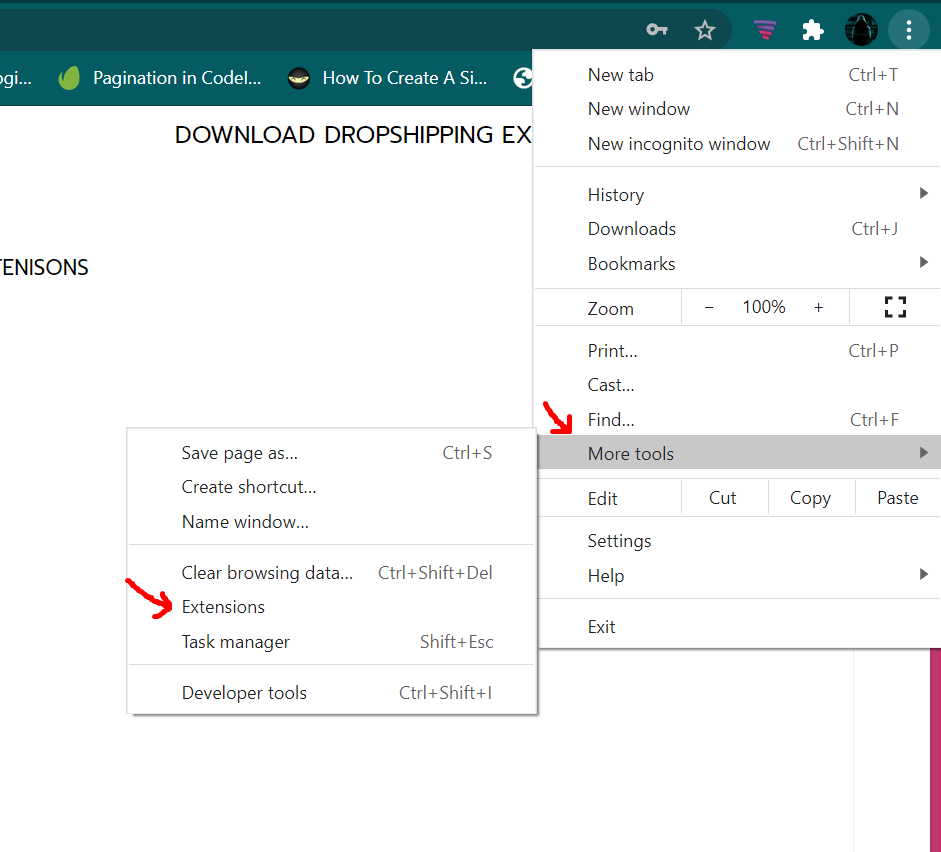 ogi...
Pagination in Codel...
How To Create A Si...
DOWNLOAD DROPSHIPPING EX
TENISONS
New tab Ctrl+T
New window Ctrl+N
New incognito window Ctrl+Shift+N
History
Downloads Ctrl+J
Bookmarks
Zoom − 100% +
Print... Ctrl+P
Cast...
Find... Ctrl+F
More tools
Edit Cut Copy Paste
Settings
Help
Exit
Save page as... Ctrl+S
Create shortcut...
Name window...
Clear browsing data... Ctrl+Shift+Del
Extensions
Task manager Shift+Esc
Developer tools Ctrl+Shift+I